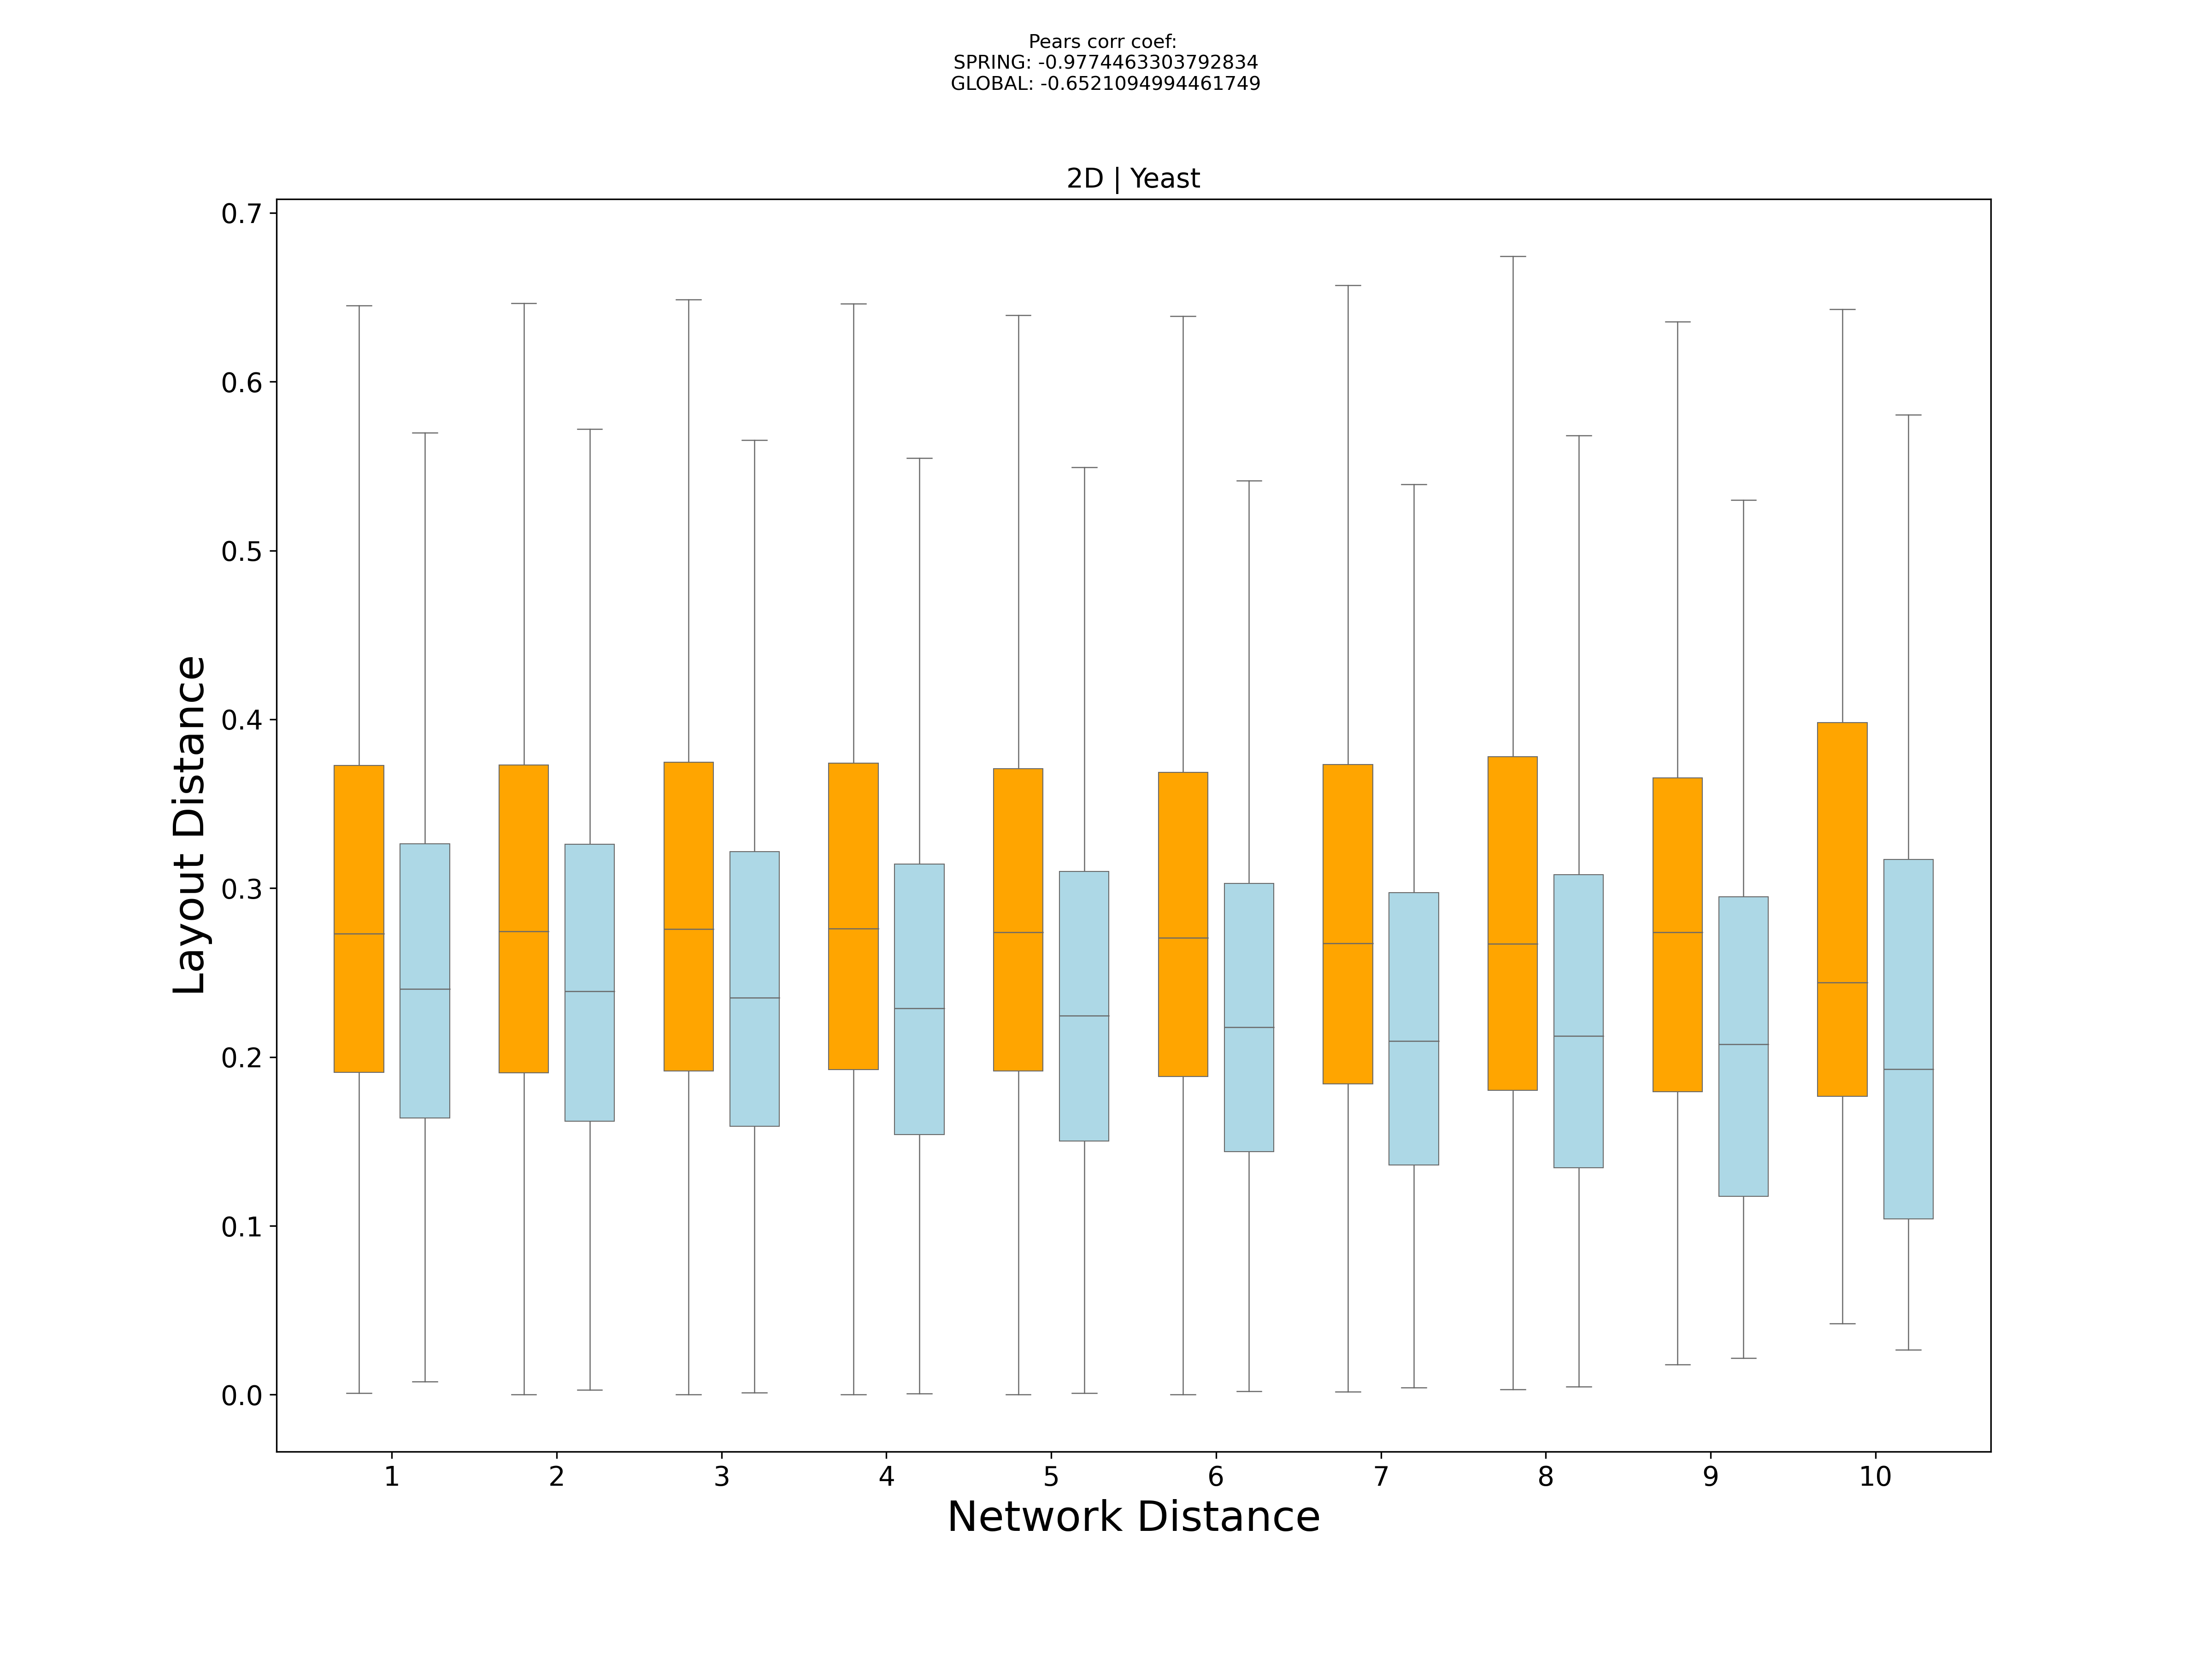 Pears corr coef:
SPRING: -0.9774463303792834
GLOBAL: -0.6521094994461749
2D | Yeast
0.7
0.6
0.5
0.4
0.3
0.2
0.1
0.0
Layout Distance
1 2 3 4 5 6 7 8 9 10
Network Distance